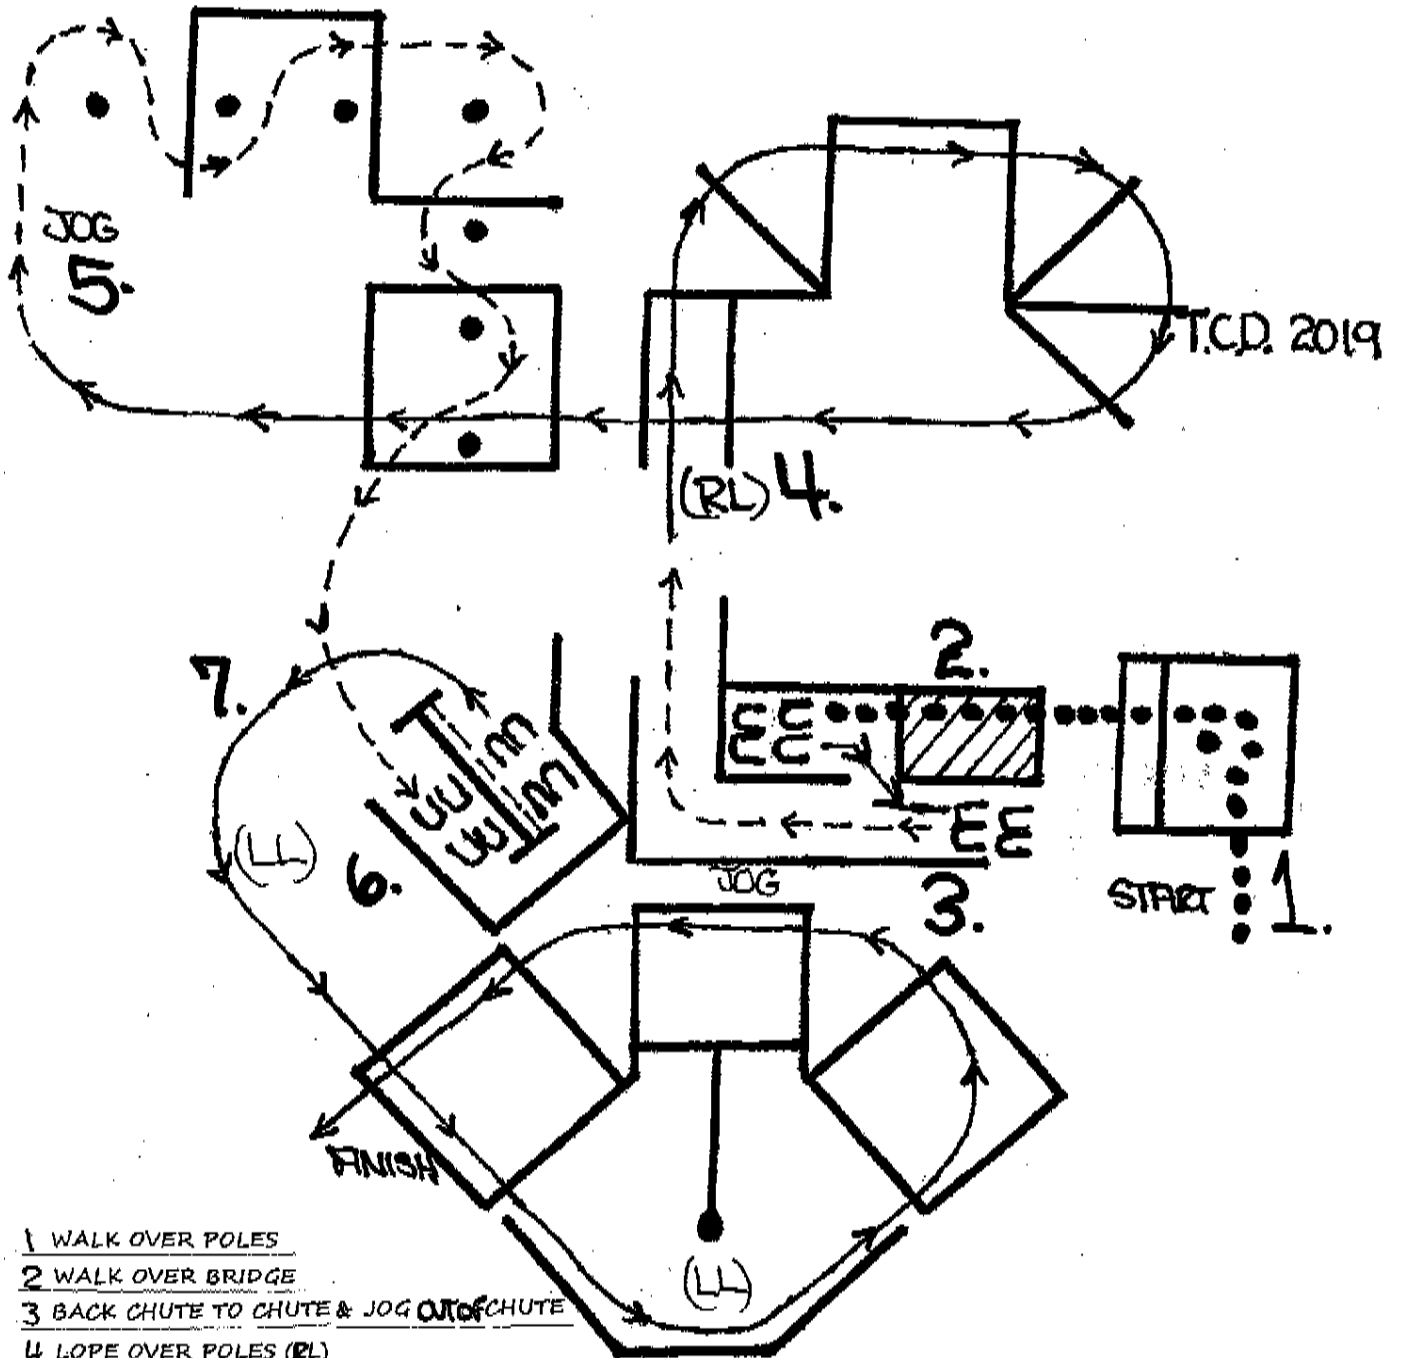 JOG
5.
T.C.D. 2019
(RL) 4.
2.
7.
(LL)
6.
JOG
3.
START 1.
FINISH
(LL)
1 WALK OVER POLES
2 WALK OVER BRIDGE
3 BACK CHUTE TO CHUTE & JOG OUT of CHUTE
4 LOPE OVER POLES (RL)